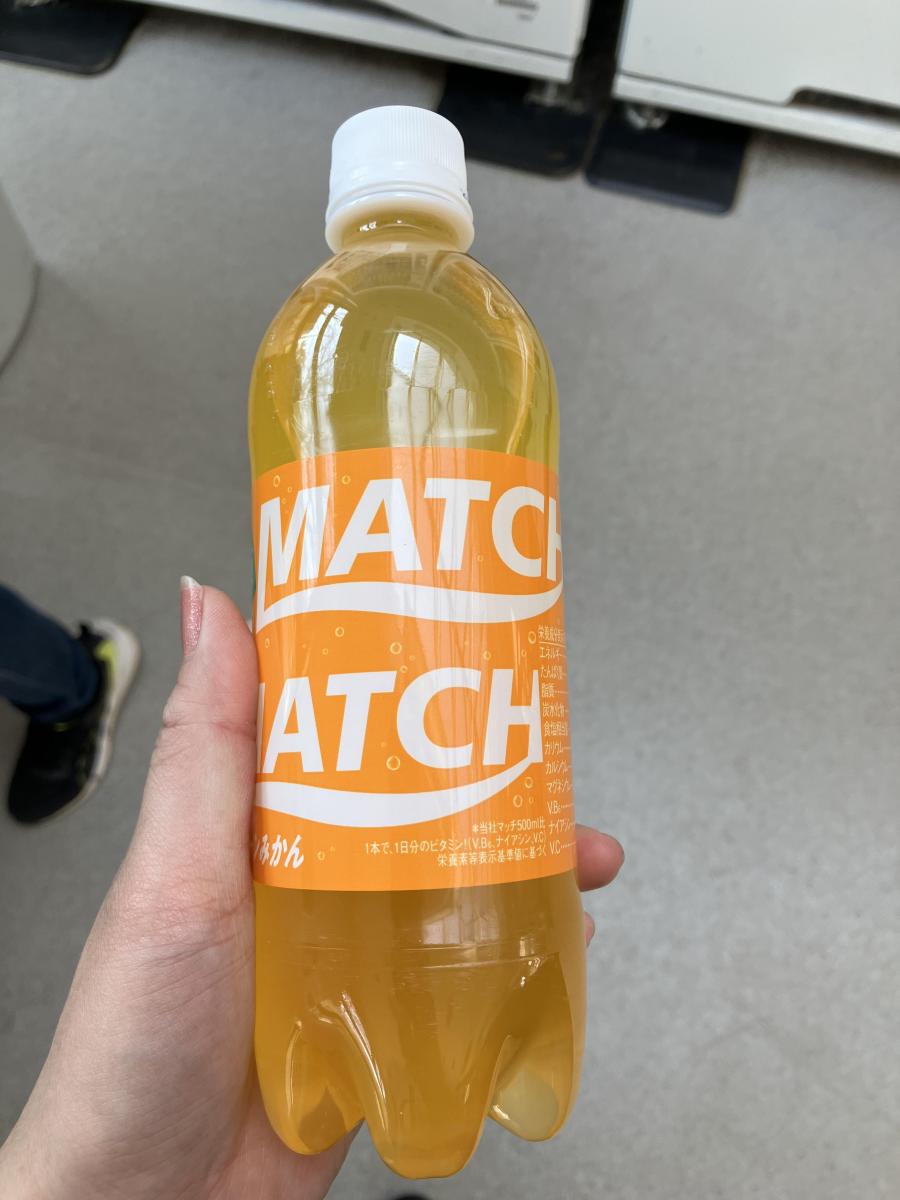 MATCH
MATCH
みかん
*当社マッチ500ml比
1本で、1日分のビタミン!(V.B₆、ナイアシン、V.C)
栄養素等表示基準値に基づく
栄養成分表示
エネルギー
たんぱく質
脂質
炭水化物
食塩相当量
カリウム
カルシウム
マグネシウム
V.B₆
ナイアシン
V.C